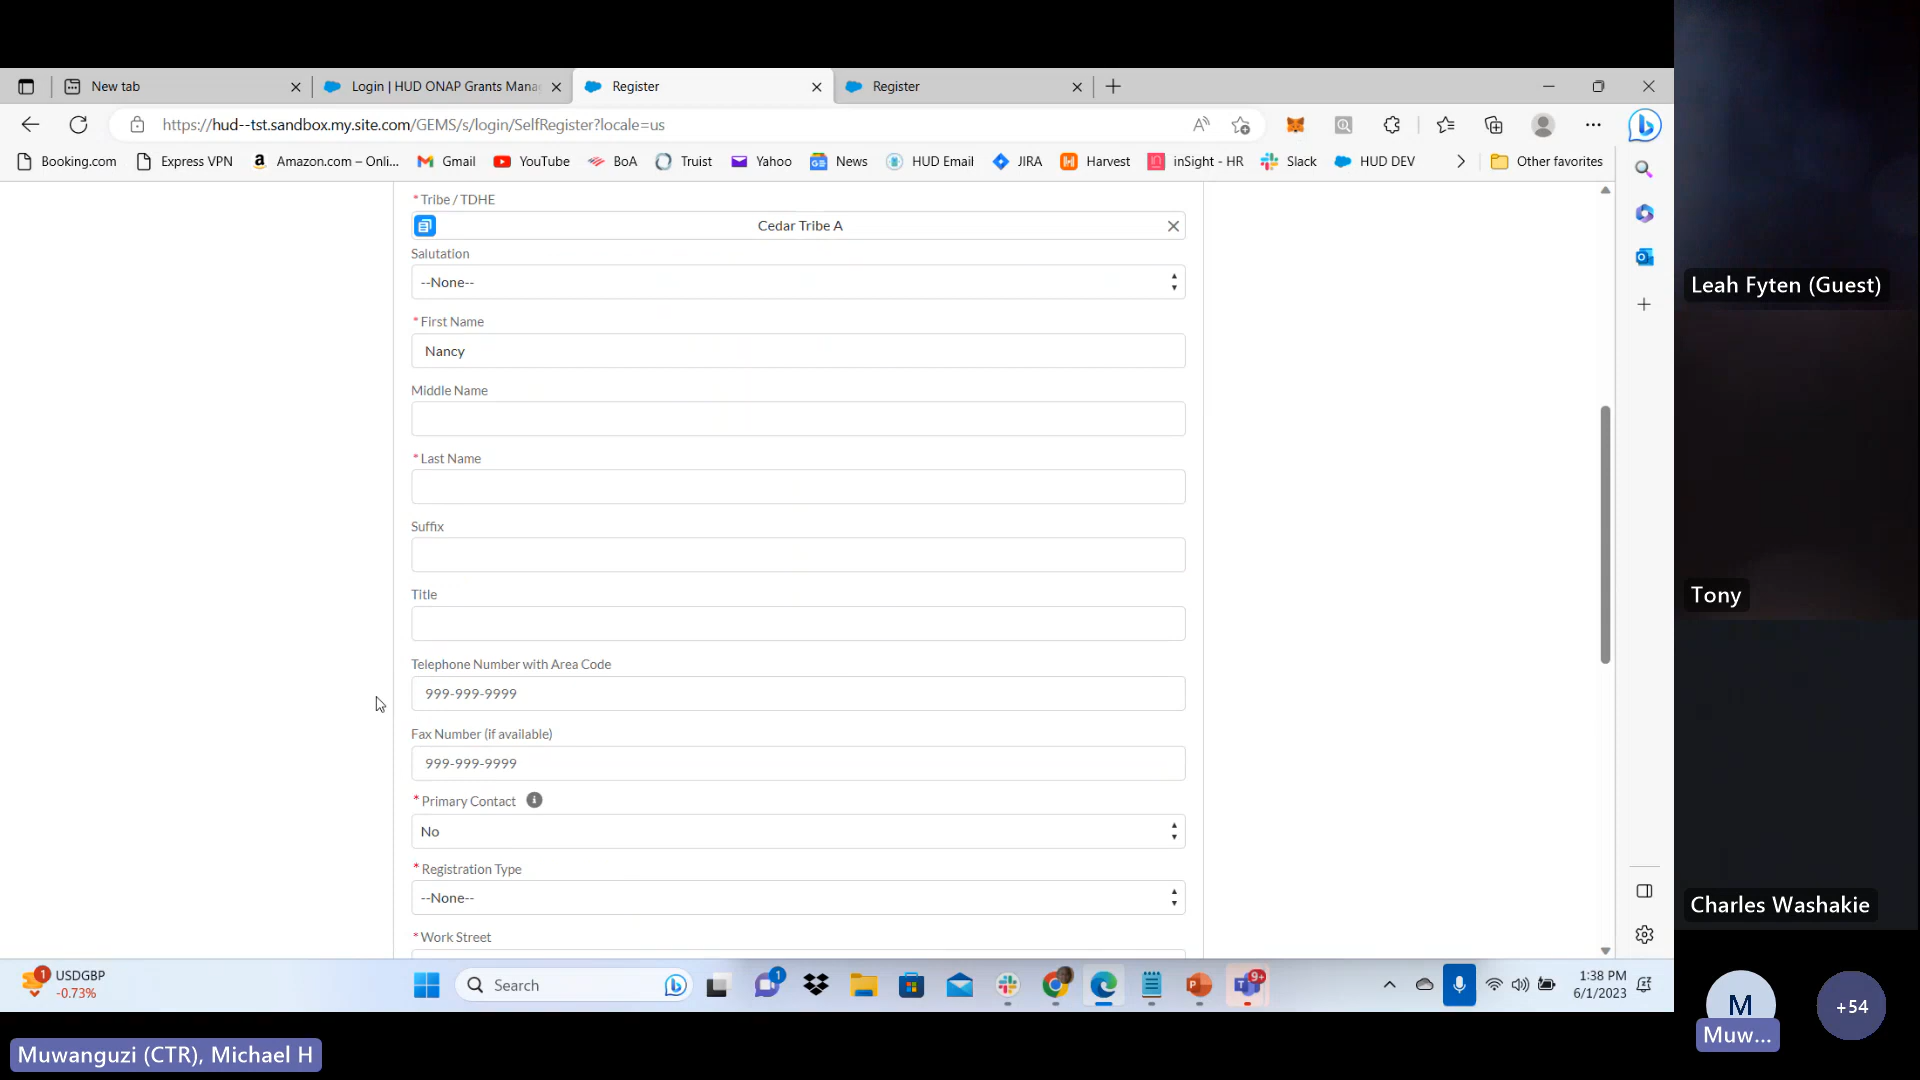 New tab
Login | HUD ONAP Grants Mana
Register
Register
https://hud--tst.sandbox.my.site.com/GEMS/s/login/SelfRegister?locale=us
Booking.com
Express VPN
Amazon.com – Onli...
Gmail
YouTube
BoA
Truist
Yahoo
News
HUD Email
JIRA
Harvest
inSight - HR
Slack
HUD DEV
Other favorites
* Tribe / TDHE
Cedar Tribe A
Salutation
--None--
* First Name
Nancy
Middle Name
* Last Name
Suffix
Title
Telephone Number with Area Code
999-999-9999
Fax Number (if available)
999-999-9999
* Primary Contact
No
* Registration Type
--None--
* Work Street
1
USDGBP
-0.73%
Search
1
9+
1:38 PM
6/1/2023
Leah Fyten (Guest)
Tony
Charles Washakie
M
Muw...
+54
Muwanguzi (CTR), Michael H